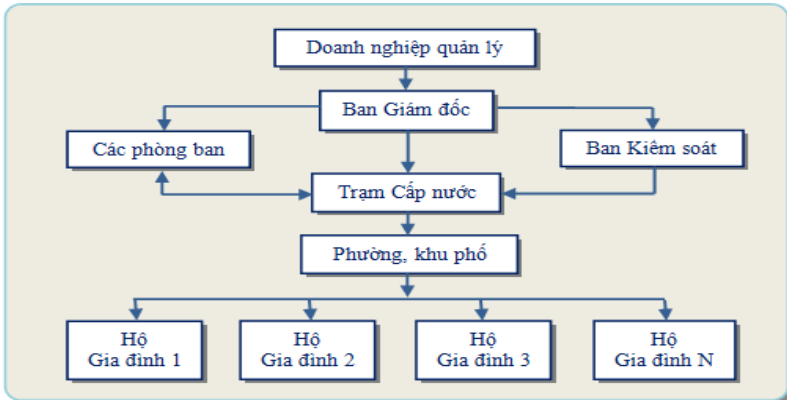 Doanh nghiệp quản lý
Ban Giám đốc
Các phòng ban
Ban Kiêm soát
Trạm Cấp nước
Phường, khu phố
Hộ
Gia đình 1
Hộ
Gia đình 2
Hộ
Gia đình 3
Hộ
Gia đình N